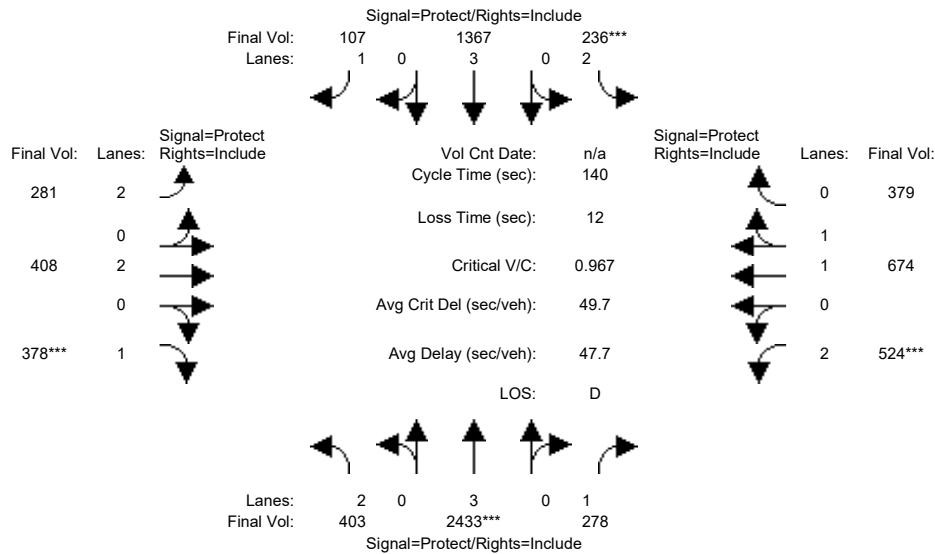 Signal=Protect/Rights=Include
Final Vol: 107 1367 236***
Lanes: 1 0 3 0 2
Signal=Protect
Final Vol: Lanes: Rights=Include
Vol Cnt Date: n/a
Signal=Protect
Rights=Include Lanes: Final Vol:
Cycle Time (sec): 140
281 2
0 379
Loss Time (sec): 12
0
1
408 2
Critical V/C: 0.967
1 674
0
Avg Crit Del (sec/veh): 49.7
0
378*** 1
Avg Delay (sec/veh): 47.7
2 524***
LOS: D
Lanes: 2 0 3 0 1
Final Vol: 403 2433*** 278
Signal=Protect/Rights=Include